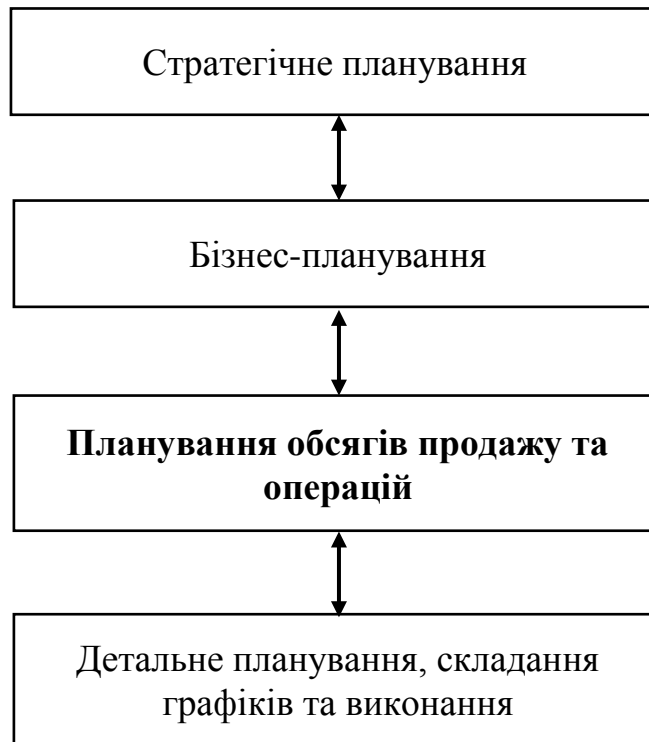 Стратегічне планування
Бізнес-планування
Планування обсягів продажу та
операцій
Детальне планування, складання
графіків та виконання